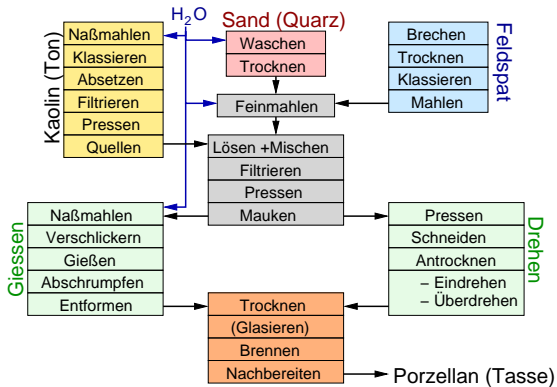 H₂O
Sand (Quarz)
Kaolin (Ton)
Naßmahlen
Klassieren
Absetzen
Filtrieren
Pressen
Quellen
Waschen
Trocknen
Feldspat
Brechen
Trocknen
Klassieren
Mahlen
Feinmahlen
Lösen +Mischen
Filtrieren
Pressen
Mauken
Giessen
Naßmahlen
Verschlickern
Gießen
Abschrumpfen
Entformen
Drehen
Pressen
Schneiden
Antrocknen
– Eindrehen
– Überdrehen
Trocknen
(Glasieren)
Brennen
Nachbereiten
Porzellan (Tasse)